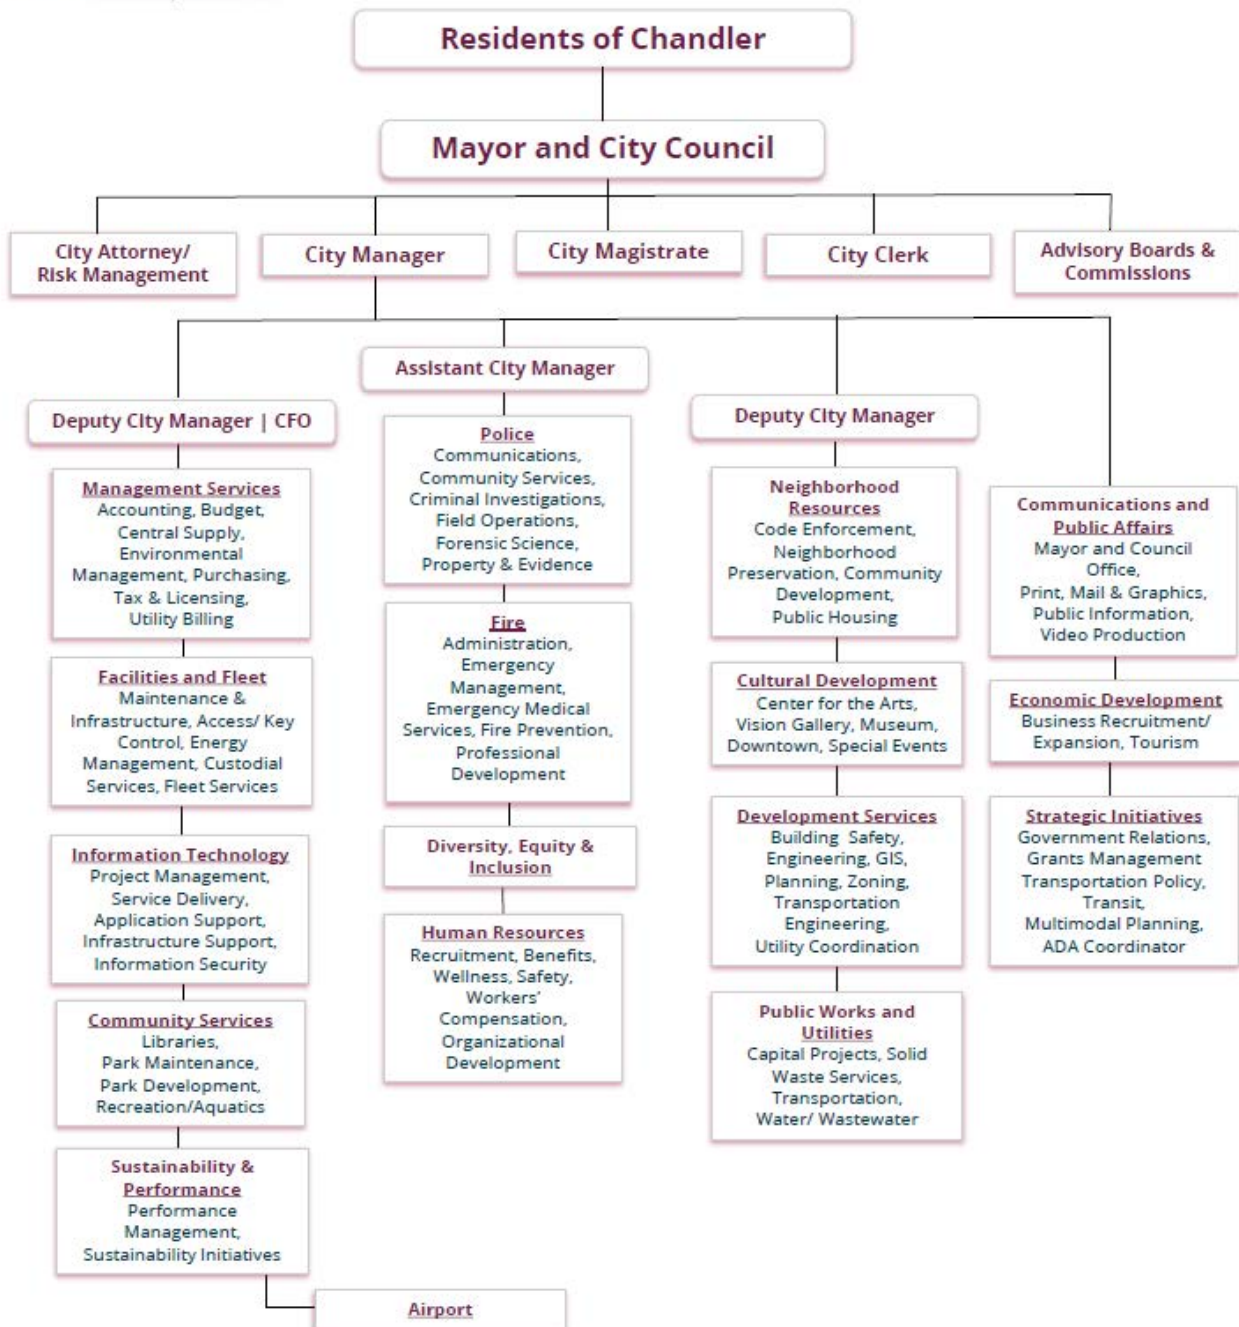 Residents of Chandler
Mayor and City Council
City Attorney/
Risk Management
City Manager
City Magistrate
City Clerk
Advisory Boards &
Commissions
Deputy City Manager | CFO
Management Services
Accounting, Budget,
Central Supply,
Environmental
Management, Purchasing,
Tax & Licensing,
Utility Billing
Facilities and Fleet
Maintenance &
Infrastructure, Access/ Key
Control, Energy
Management, Custodial
Services, Fleet Services
Information Technology
Project Management,
Service Delivery,
Application Support,
Infrastructure Support,
Information Security
Community Services
Libraries,
Park Maintenance,
Park Development,
Recreation/Aquatics
Sustainability &
Performance
Performance
Management,
Sustainability Initiatives
Airport
Assistant City Manager
Police
Communications,
Community Services,
Criminal Investigations,
Field Operations,
Forensic Science,
Property & Evidence
Fire
Administration,
Emergency
Management,
Emergency Medical
Services, Fire Prevention,
Professional
Development
Diversity, Equity &
Inclusion
Human Resources
Recruitment, Benefits,
Wellness, Safety,
Workers’
Compensation,
Organizational
Development
Deputy City Manager
Neighborhood
Resources
Code Enforcement,
Neighborhood
Preservation, Community
Development,
Public Housing
Cultural Development
Center for the Arts,
Vision Gallery, Museum,
Downtown, Special Events
Development Services
Building Safety,
Engineering, GIS,
Planning, Zoning,
Transportation
Engineering,
Utility Coordination
Public Works and
Utilities
Capital Projects, Solid
Waste Services,
Transportation,
Water/ Wastewater
Communications and
Public Affairs
Mayor and Council
Office,
Print, Mail & Graphics,
Public Information,
Video Production
Economic Development
Business Recruitment/
Expansion, Tourism
Strategic Initiatives
Government Relations,
Grants Management
Transportation Policy,
Transit,
Multimodal Planning,
ADA Coordinator